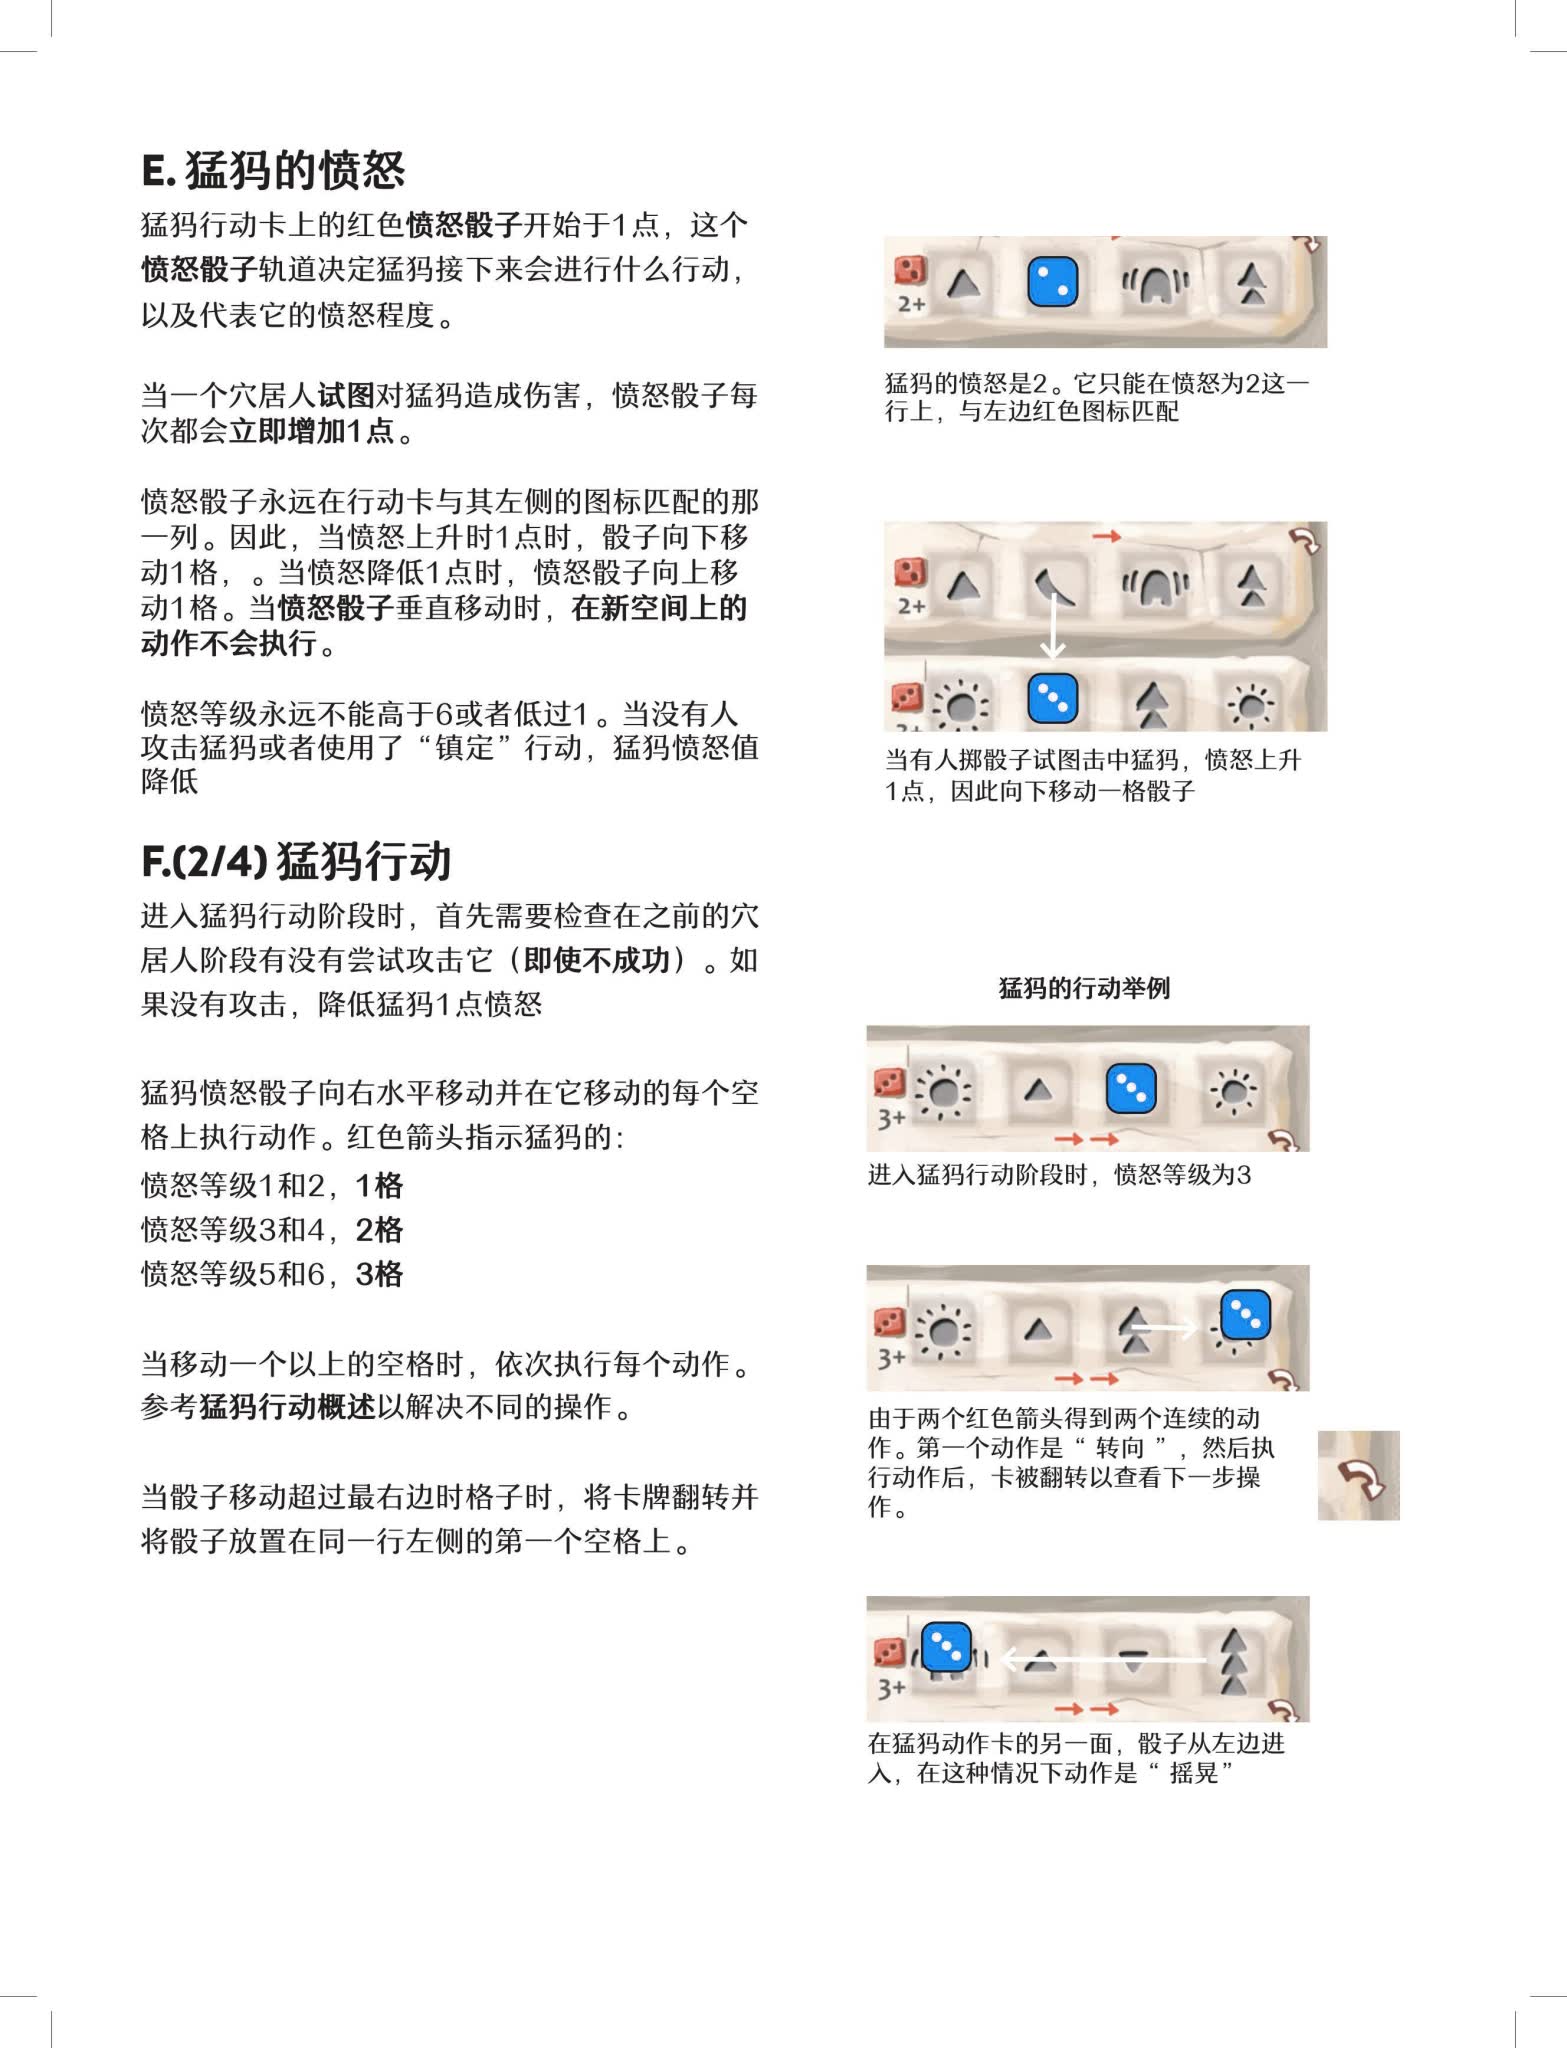 E. 猛犸的愤怒
猛犸行动卡上的红色愤怒骰子开始于1点，这个
愤怒骰子轨道决定猛犸接下来会进行什么行动，
以及代表它的愤怒程度。
当一个穴居人试图对猛犸造成伤害，愤怒骰子每
次都会立即增加1点。
愤怒骰子永远在行动卡与其左侧的图标匹配的那
一列。因此，当愤怒上升时1点时，骰子向下移
动1格，。当愤怒降低1点时，愤怒骰子向上移
动1格。当愤怒骰子垂直移动时，在新空间上的
动作不会执行。
愤怒等级永远不能高于6或者低过1。当没有人
攻击猛犸或者使用了“镇定”行动，猛犸愤怒值
降低
F.(2/4) 猛犸行动
进入猛犸行动阶段时，首先需要检查在之前的穴
居人阶段有没有尝试攻击它（即使不成功）。如
果没有攻击，降低猛犸1点愤怒
猛犸愤怒骰子向右水平移动并在它移动的每个空
格上执行动作。红色箭头指示猛犸的：
愤怒等级1和2，1格
愤怒等级3和4，2格
愤怒等级5和6，3格
当移动一个以上的空格时，依次执行每个动作。
参考猛犸行动概述以解决不同的操作。
当骰子移动超过最右边时格子时，将卡牌翻转并
将骰子放置在同一行左侧的第一个空格上。
2+
猛犸的愤怒是2。它只能在愤怒为2这一
行上，与左边红色图标匹配
2+
3+
当有人掷骰子试图击中猛犸，愤怒上升
1点，因此向下移动一格骰子
猛犸的行动举例
3+
进入猛犸行动阶段时，愤怒等级为3
3+
由于两个红色箭头得到两个连续的动
作。第一个动作是“ 转向 ”，然后执
行动作后，卡被翻转以查看下一步操
作。
3+
在猛犸动作卡的另一面，骰子从左边进
入，在这种情况下动作是“ 摇晃”